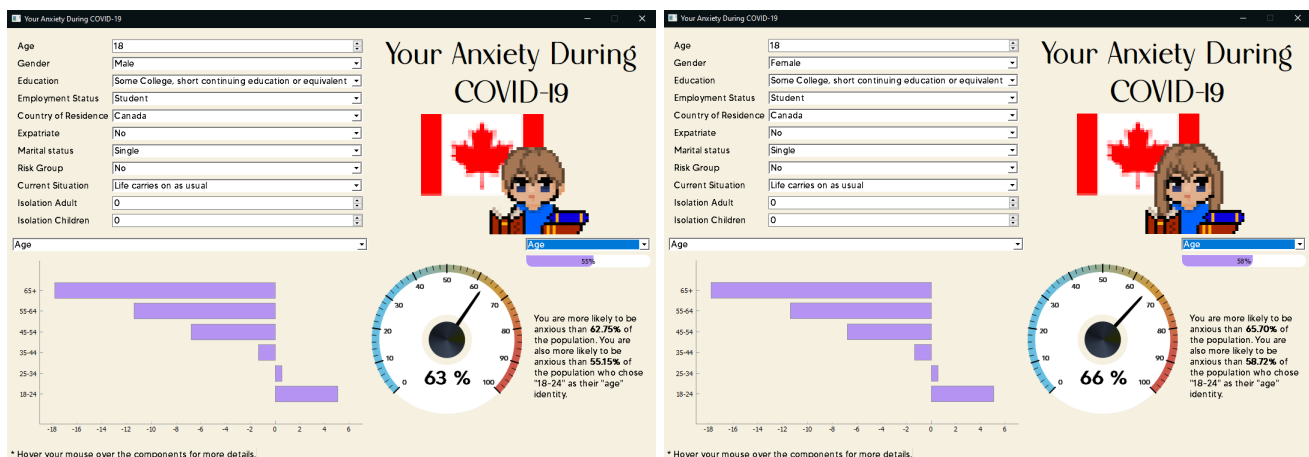 Your Anxiety During COVID-19
Age 18
Gender Male
Education Some College, short continuing education or equivalent
Employment Status Student
Country of Residence Canada
Expatriate No
Marital status Single
Risk Group No
Current Situation Life carries on as usual
Isolation Adult 0
Isolation Children 0
Your Anxiety During
COVID-19
Age
Age
55%
65+
55-64
45-54
35-44
25-34
18-24
-18 -16 -14 -12 -10 -8 -6 -4 -2 0 2 4 6
0 10 20 30 40 50 60 70 80 90 100
63 %
You are more likely to be
anxious than 62.75% of
the population. You are
also more likely to be
anxious than 55.15% of
the population who chose
"18-24" as their "age"
identity.
* Hover your mouse over the components for more details.
Your Anxiety During COVID-19
Age 18
Gender Female
Education Some College, short continuing education or equivalent
Employment Status Student
Country of Residence Canada
Expatriate No
Marital status Single
Risk Group No
Current Situation Life carries on as usual
Isolation Adult 0
Isolation Children 0
Your Anxiety During
COVID-19
Age
Age
58%
65+
55-64
45-54
35-44
25-34
18-24
-18 -16 -14 -12 -10 -8 -6 -4 -2 0 2 4 6
0 10 20 30 40 50 60 70 80 90 100
66 %
You are more likely to be
anxious than 65.70% of
the population. You are
also more likely to be
anxious than 58.72% of
the population who chose
"18-24" as their "age"
identity.
* Hover your mouse over the components for more details.